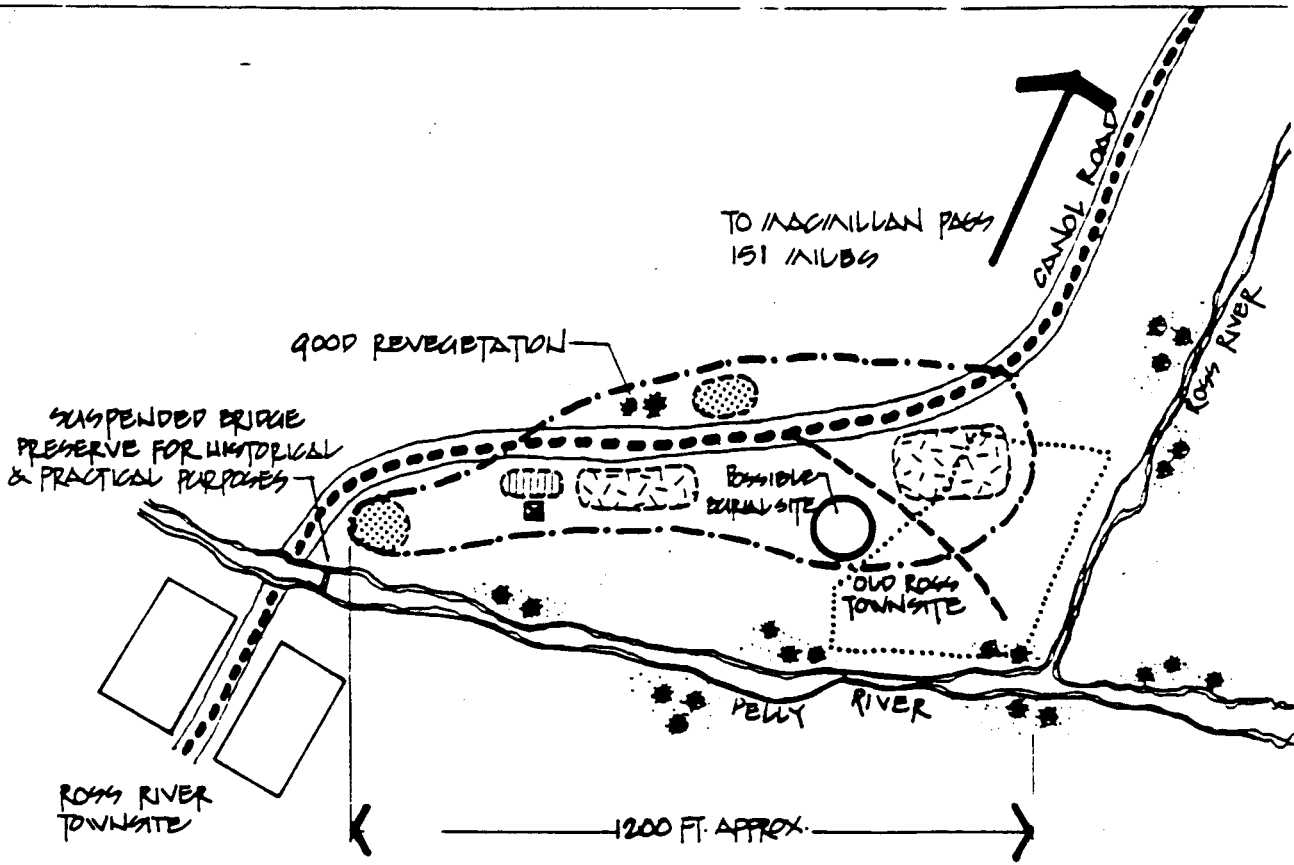 TO MACMILLAN PASS
151 MILES
CANOL ROAD
ROSS RIVER
GOOD REVEGETATION
SUSPENDED BRIDGE
PRESERVE FOR HISTORICAL
& PRACTICAL PURPOSES
POSSIBLE
BURIAL SITE
OLD ROSS
TOWNSITE
PELLY RIVER
ROSS RIVER
TOWNSITE
1200 FT. APPROX.